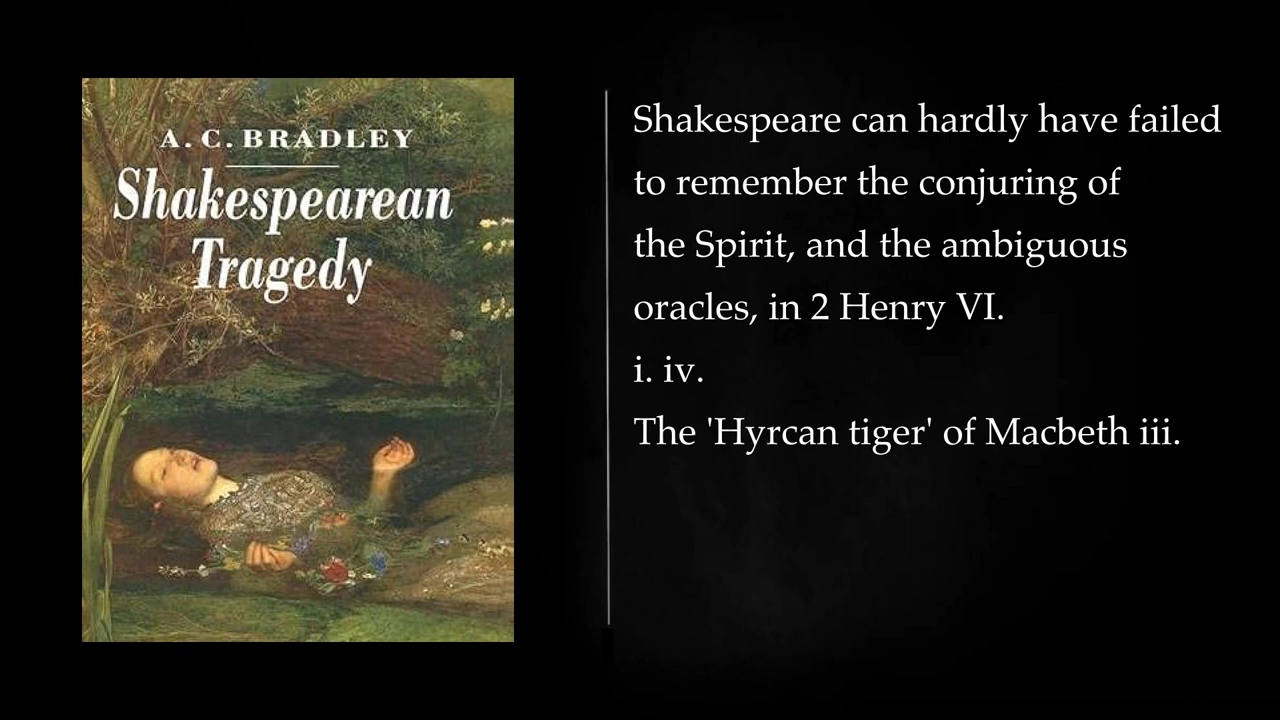 A. C. BRADLEY
Shakespearean
Tragedy
Shakespeare can hardly have failed
to remember the conjuring of
the Spirit, and the ambiguous
oracles, in 2 Henry VI.
i. iv.
The 'Hyrcan tiger' of Macbeth iii.